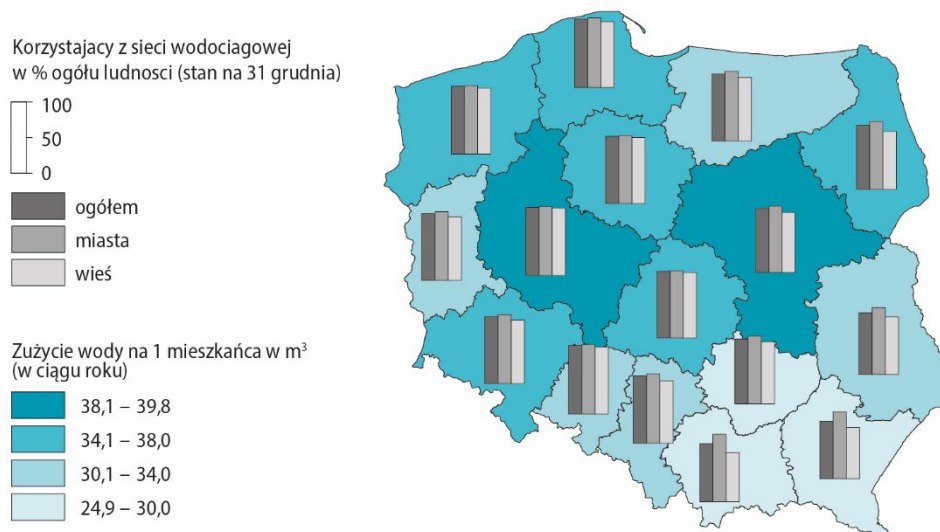 Korzystajacy z sieci wodociagowej
w % ogółu ludnosci (stan na 31 grudnia)
100
50
0
ogółem
miasta
wieś
Zużycie wody na 1 mieszkańca w m³
(w ciągu roku)
38,1 – 39,8
34,1 – 38,0
30,1 – 34,0
24,9 – 30,0